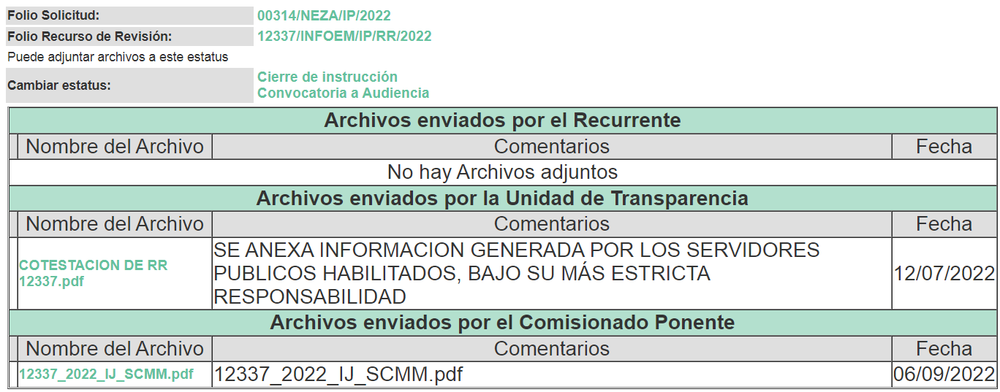 Folio Solicitud: 00314/NEZA/IP/2022
Folio Recurso de Revisión: 12337/INFOEM/IP/RR/2022
Puede adjuntar archivos a este estatus
Cambiar estatus: Cierre de instrucción
Convocatoria a Audiencia
Archivos enviados por el Recurrente
Nombre del Archivo Comentarios Fecha
No hay Archivos adjuntos
Archivos enviados por la Unidad de Transparencia
Nombre del Archivo Comentarios Fecha
COTESTACION DE RR
12337.pdf
SE ANEXA INFORMACION GENERADA POR LOS SERVIDORES
PUBLICOS HABILITADOS, BAJO SU MÁS ESTRICTA
RESPONSABILIDAD
12/07/2022
Archivos enviados por el Comisionado Ponente
Nombre del Archivo Comentarios Fecha
12337_2022_IJ_SCMM.pdf 12337_2022_IJ_SCMM.pdf 06/09/2022